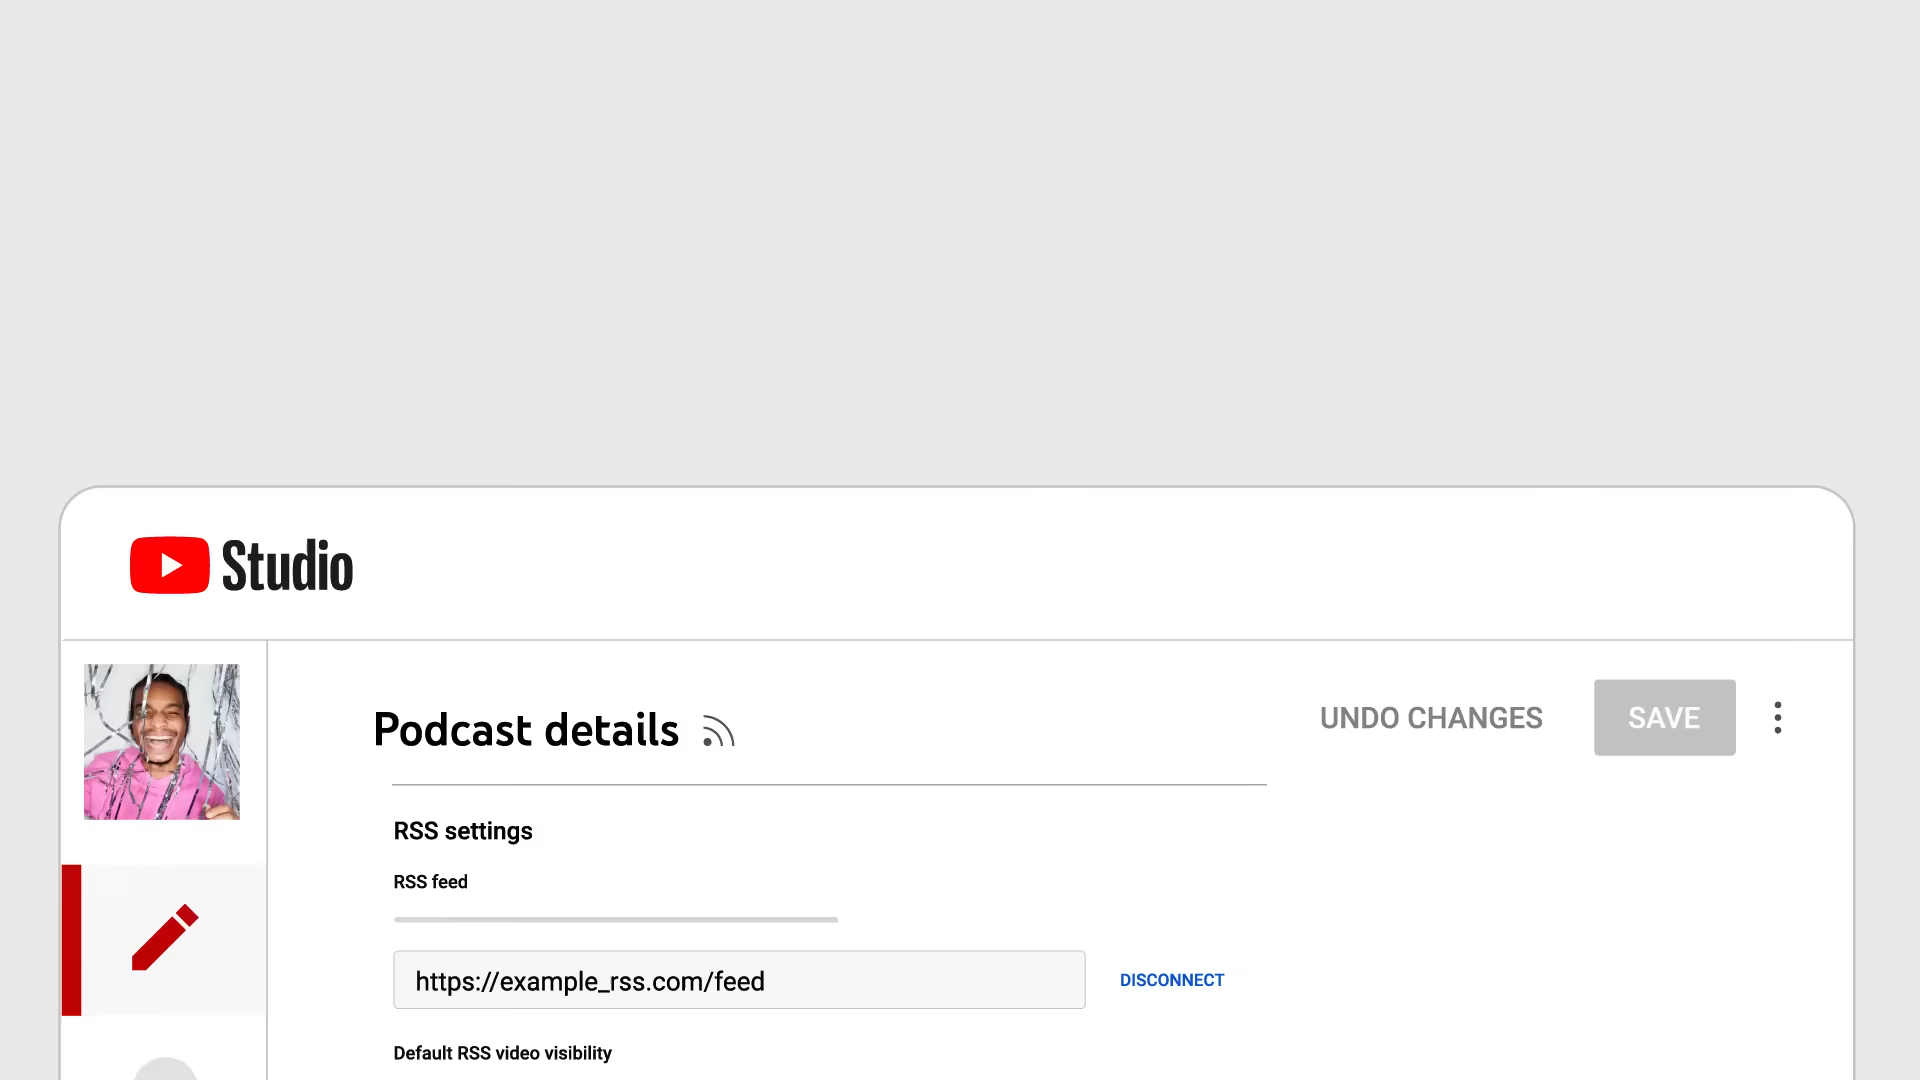 Studio
Podcast details
UNDO CHANGES
SAVE
RSS settings
RSS feed
https://example_rss.com/feed
DISCONNECT
Default RSS video visibility